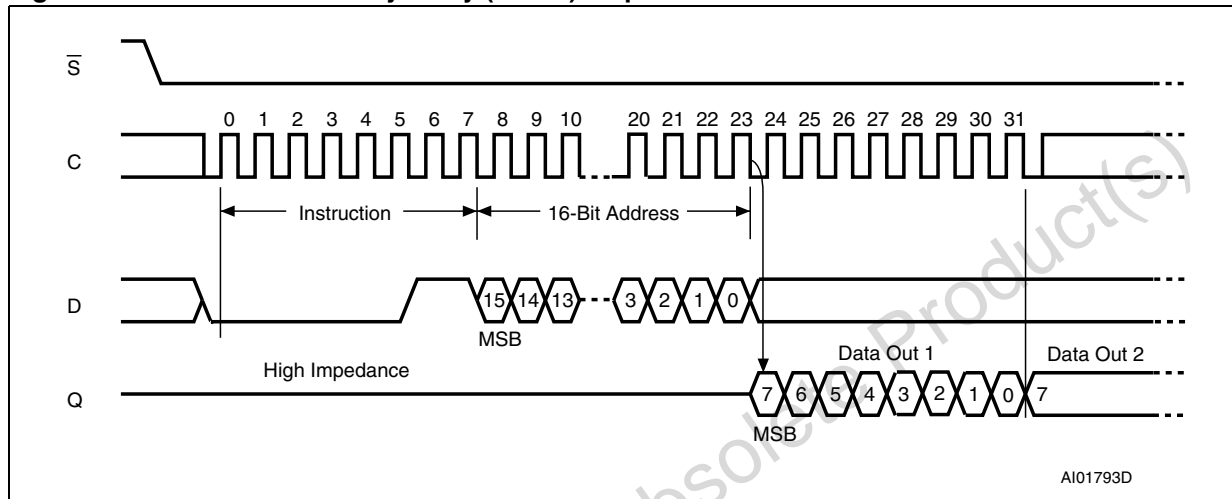 S
0 1 2 3 4 5 6 7 8 9 10 20 21 22 23 24 25 26 27 28 29 30 31
C
Instruction 16-Bit Address
D
15 14 13 3 2 1 0
MSB
High Impedance Data Out 1 Data Out 2
Q
7 6 5 4 3 2 1 0 7
MSB
AI01793D
Obsolete Product(s)